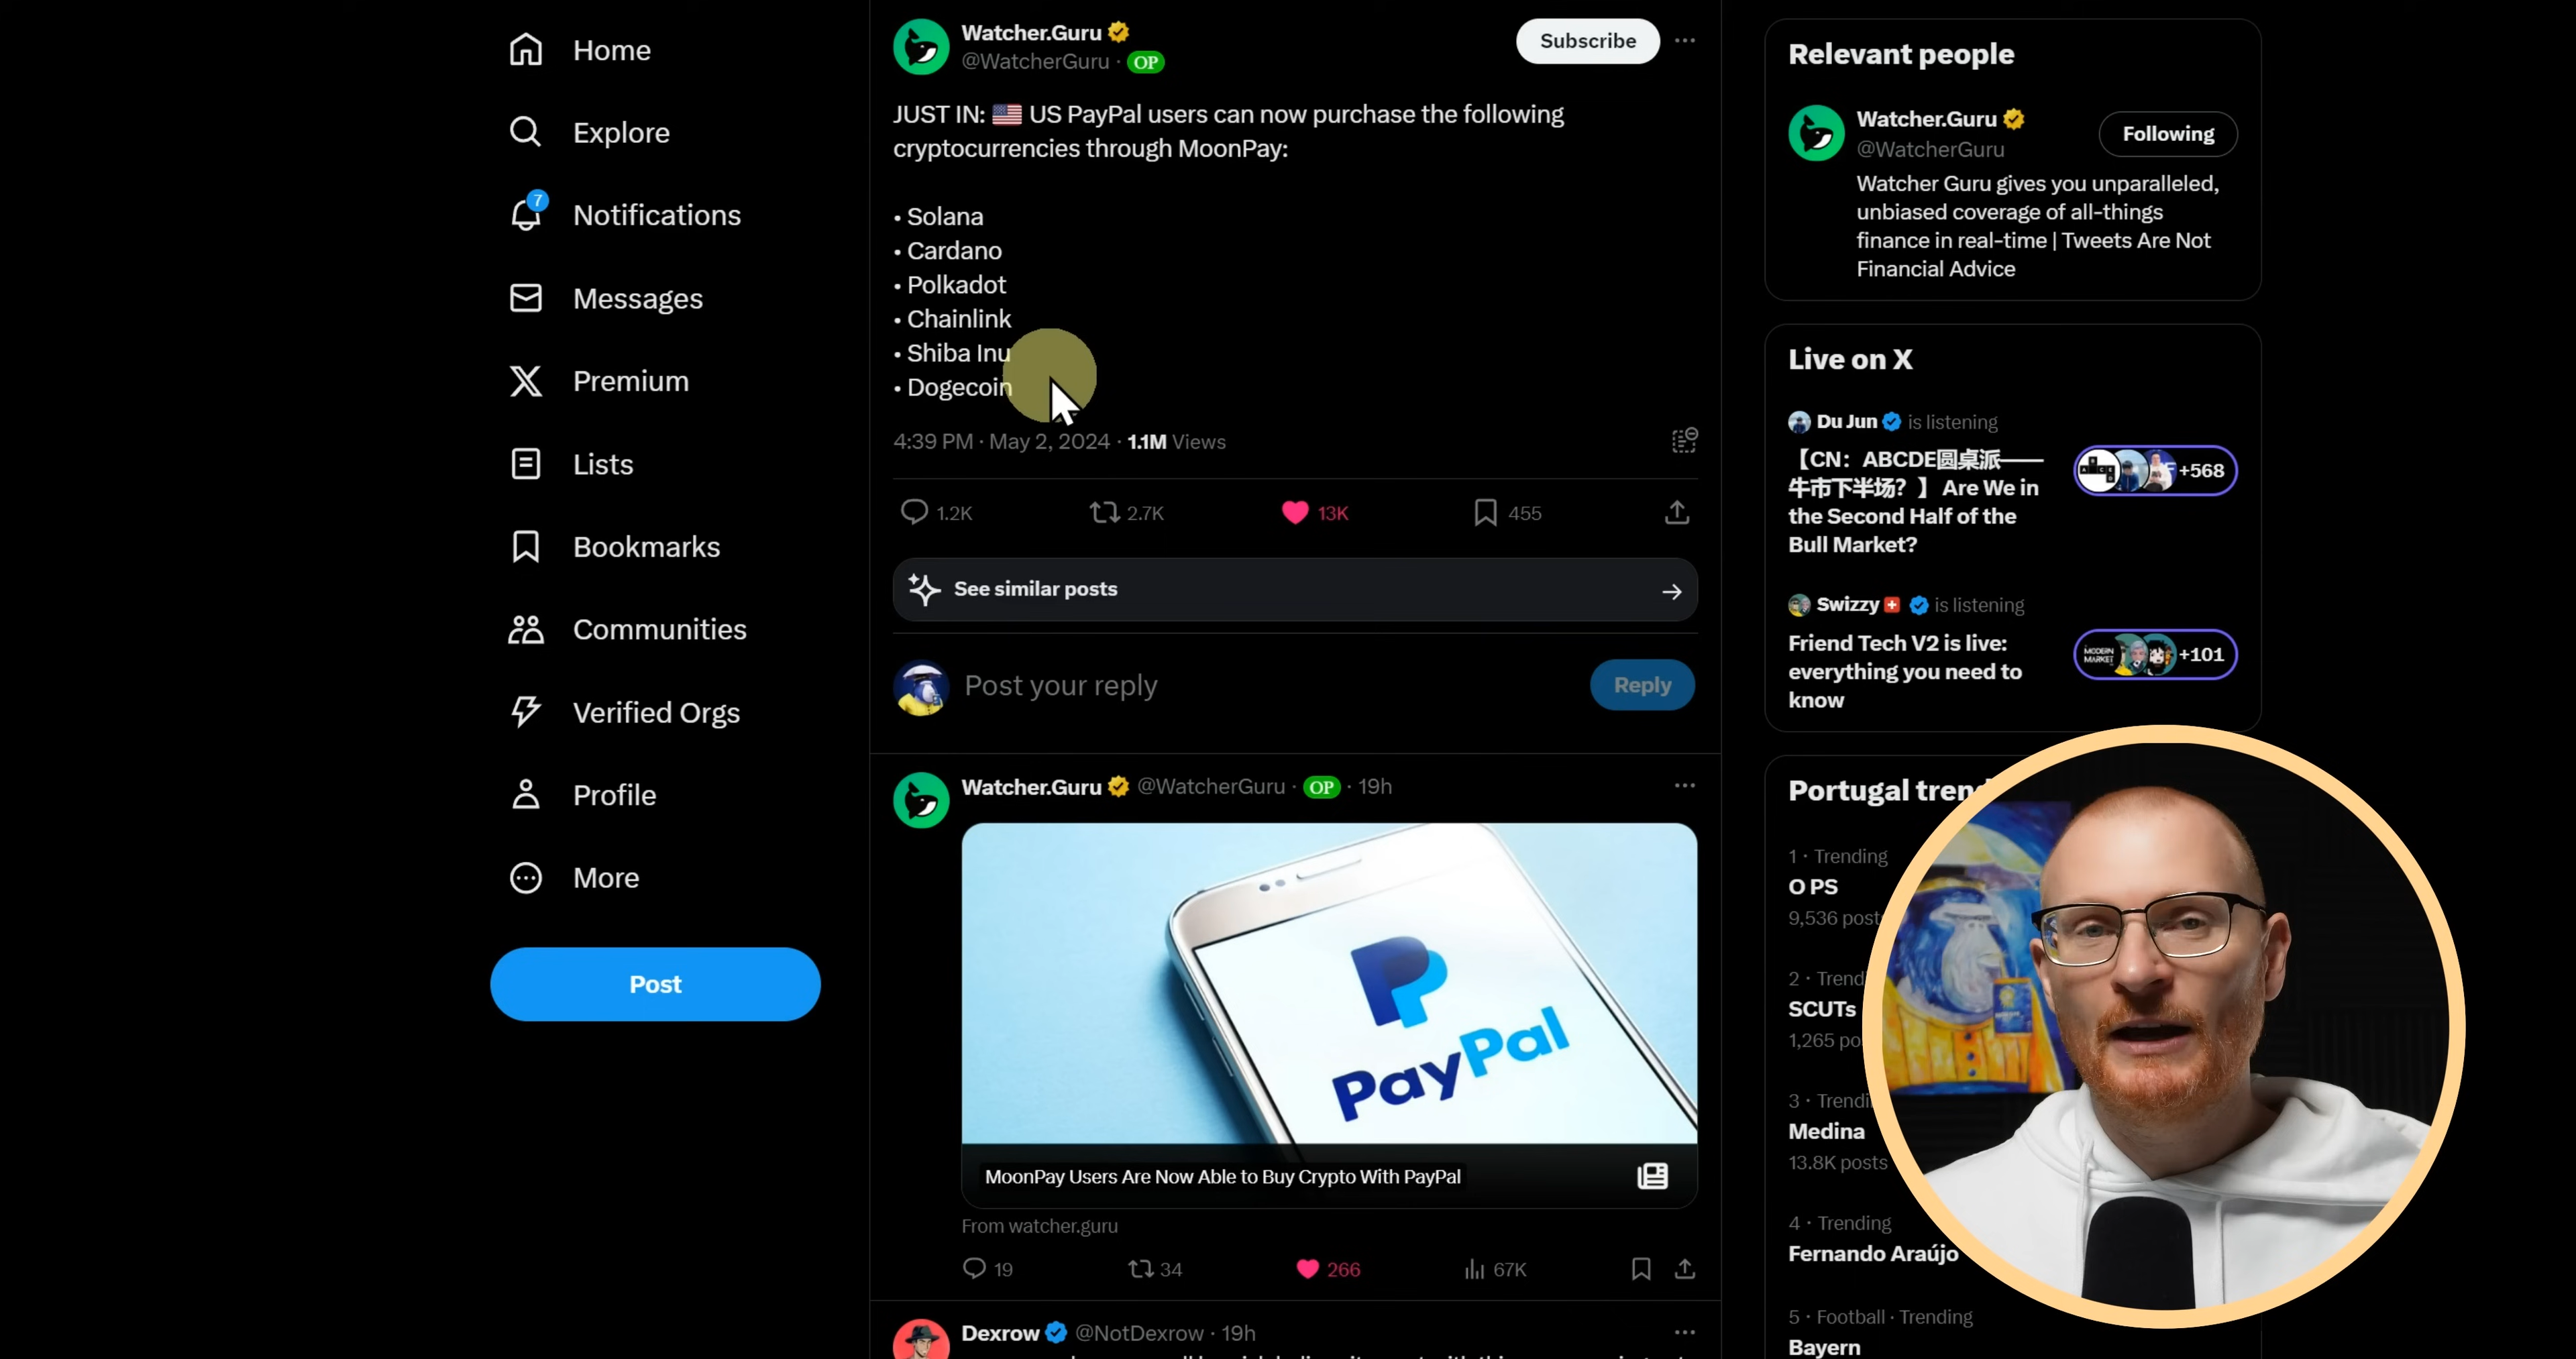 Home
Explore
7
Notifications
Messages
Premium
Lists
Bookmarks
Communities
Verified Orgs
Profile
More
Post
Watcher.Guru
@WatcherGuru · OP
Subscribe
JUST IN: 🇺🇸 US PayPal users can now purchase the following
cryptocurrencies through MoonPay:
• Solana
• Cardano
• Polkadot
• Chainlink
• Shiba Inu
• Dogecoin
4:39 PM · May 2, 2024 · 1.1M Views
1.2K 2.7K 13K 455
See similar posts
Post your reply
Reply
Watcher.Guru @WatcherGuru · OP · 19h
PayPal
MoonPay Users Are Now Able to Buy Crypto With PayPal
From watcher.guru
19 34 266 67K
Dexrow @NotDexrow · 19h
Relevant people
Watcher.Guru
@WatcherGuru
Following
Watcher Guru gives you unparalleled,
unbiased coverage of all-things
finance in real-time | Tweets Are Not
Financial Advice
Live on X
Du Jun is listening
【CN：ABCDE圆桌派——
牛市下半场？】Are We in
the Second Half of the
Bull Market?
+568
Swizzy is listening
Friend Tech V2 is live:
everything you need to
know
MODERN
MARKET
+101
Portugal
1 · Trending
O PS
9,536
2 ·
SCUTs
1,265
3 ·
Medina
13.8K posts
4 · Trending
Fernando Araújo
5 · Football · Trending
Bayern